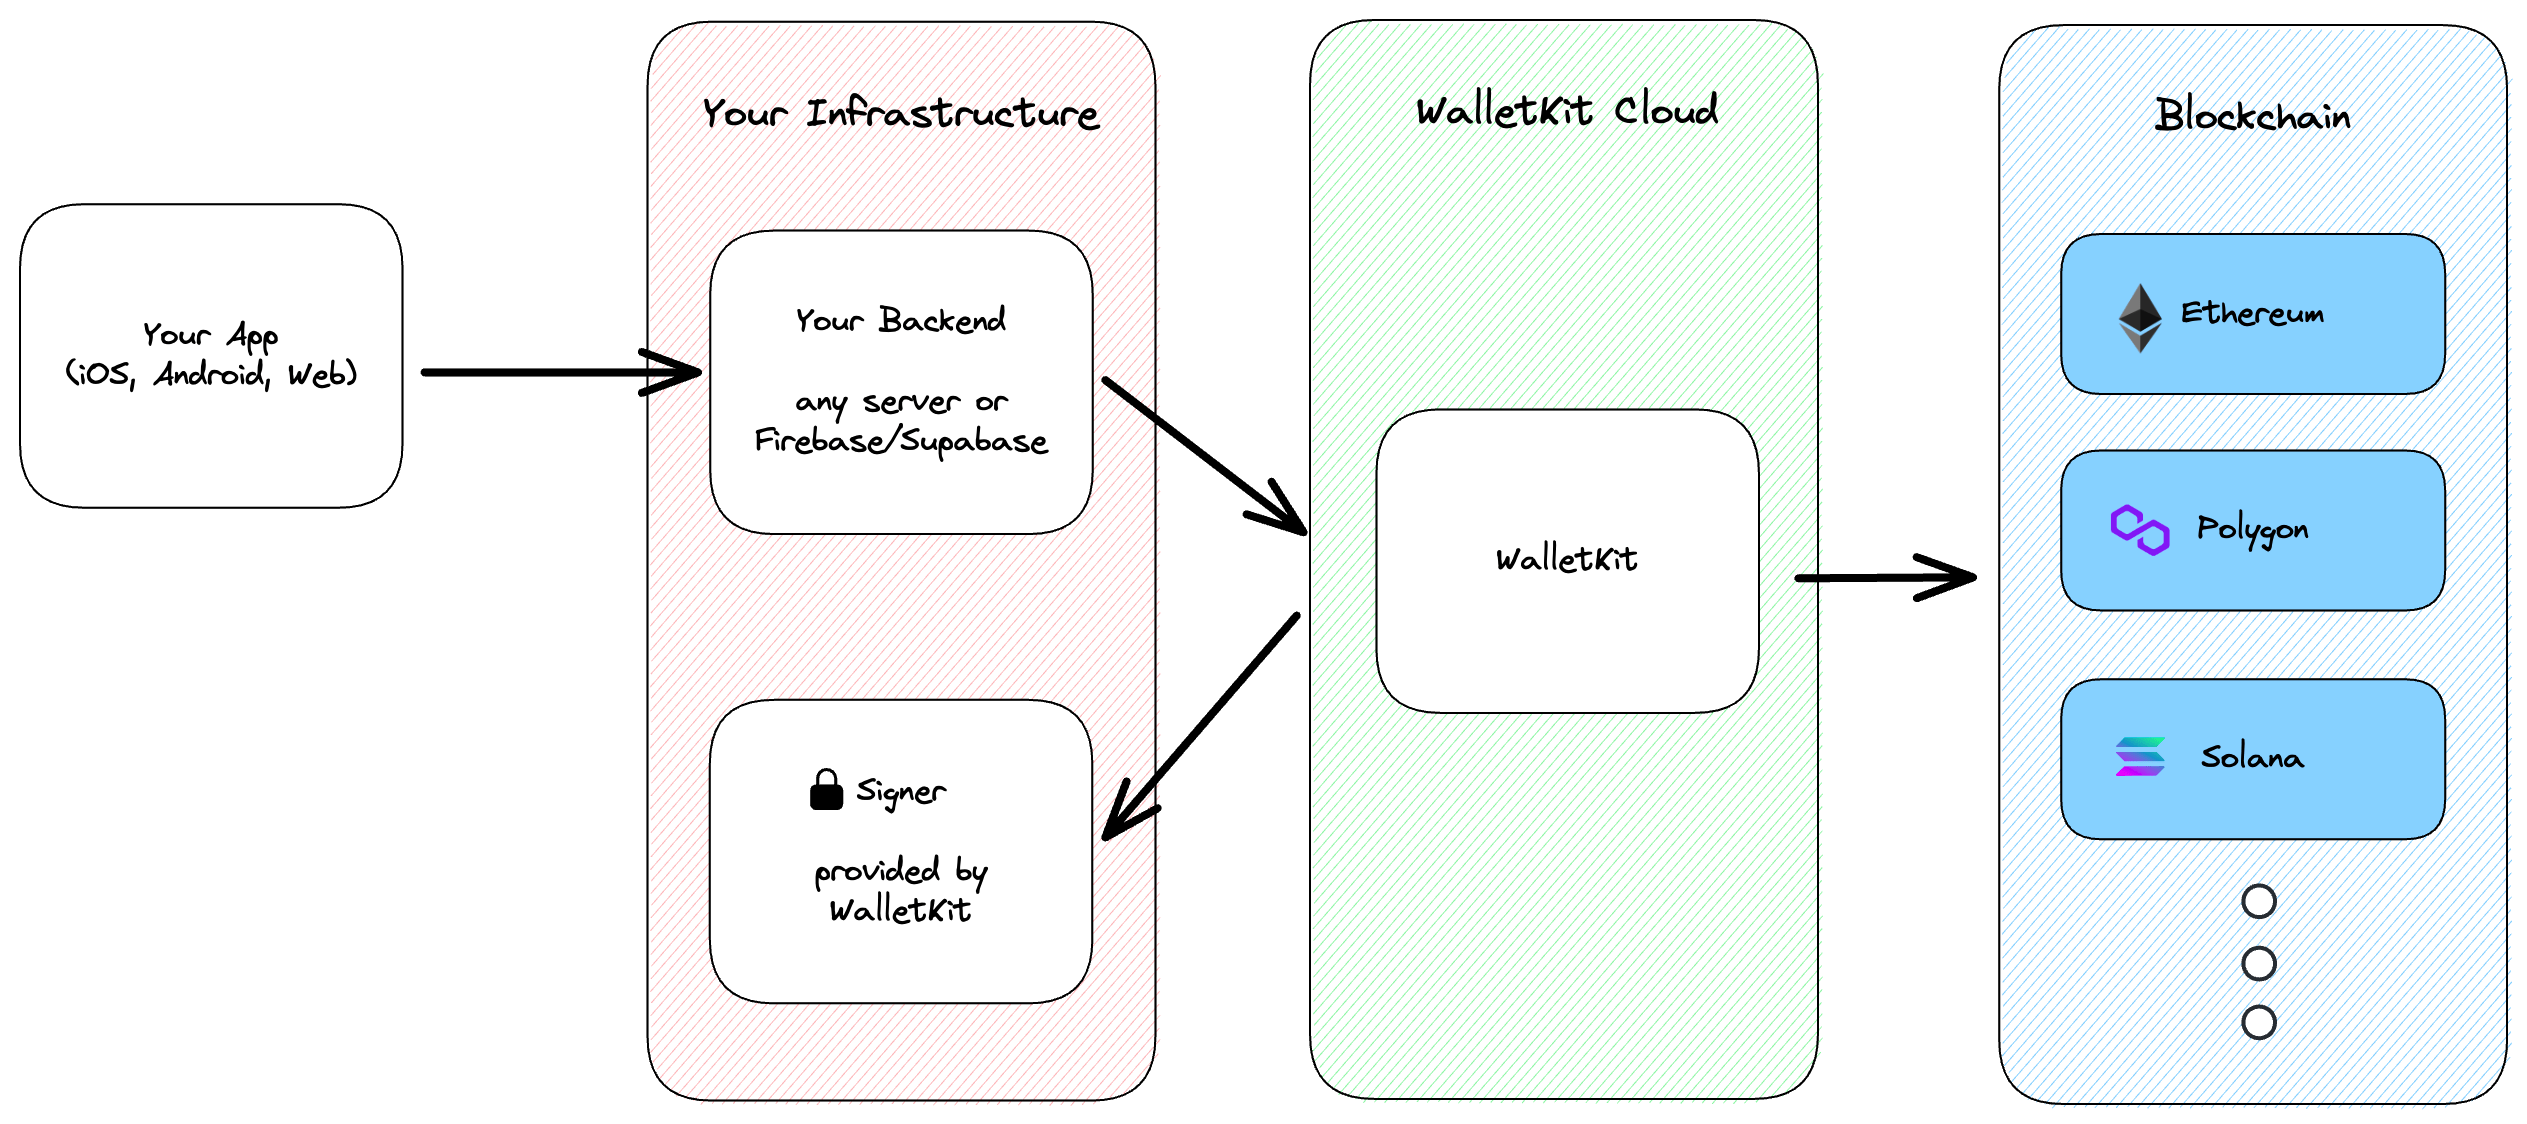 Your App
(iOS, Android, Web)
Your Infrastructure
Your Backend
any server or
Firebase/Supabase
Signer
provided by
WalletKit
WalletKit Cloud
WalletKit
Blockchain
Ethereum
Polygon
Solana